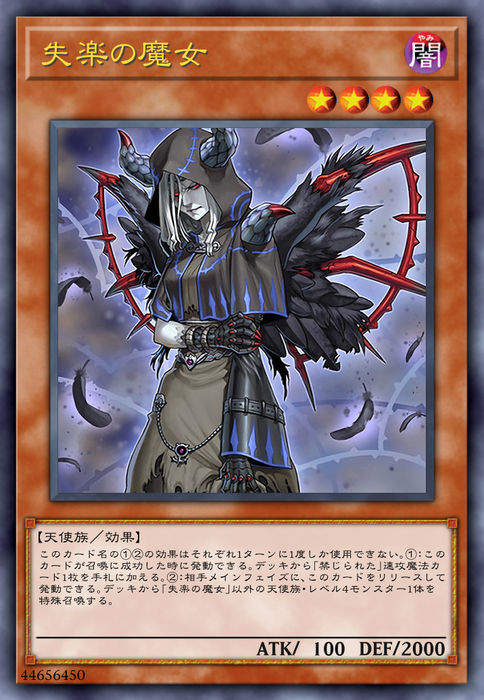 失楽の魔女
やみ
闇
【天使族／効果】
このカード名の①②の効果はそれぞれ1ターンに1度しか使用できない。①：この
カードが召喚に成功した時に発動できる。デッキから「禁じられた」速攻魔法カ
ード1枚を手札に加える。②：相手メインフェイズに、このカードをリリースして
発動できる。デッキから「失楽の魔女」以外の天使族・レベル4モンスター1体を
特殊召喚する。
ATK/ 100 DEF/2000
44656450